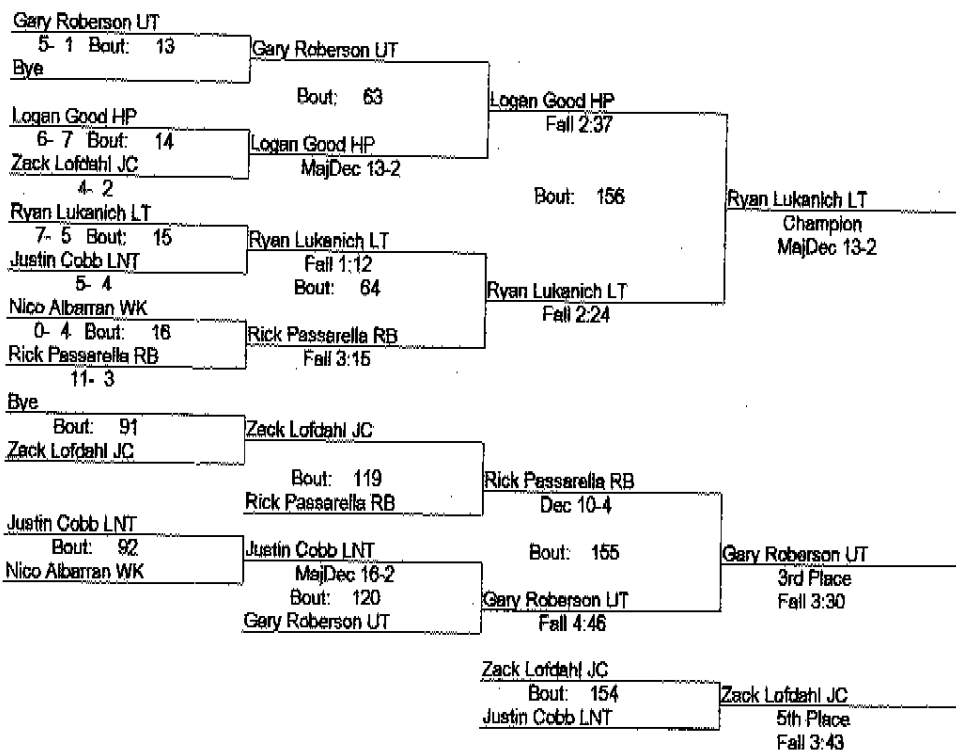 Gary Roberson UT
5- 1 Bout: 13
Bye
Gary Roberson UT
Bout: 63
Logan Good HP
6- 7 Bout: 14
Zack Lofdahl JC
4- 2
Logan Good HP
MajDec 13-2
Logan Good HP
Fall 2:37
Bout: 156
Ryan Lukanich LT
7- 5 Bout: 15
Justin Cobb LNT
5- 4
Ryan Lukanich LT
Fall 1:12
Bout: 64
Nico Albarran WK
0- 4 Bout: 16
Rick Passarella RB
11- 3
Rick Passarella RB
Fall 3:15
Ryan Lukanich LT
Fall 2:24
Ryan Lukanich LT
Champion
MajDec 13-2
Bye
Bout: 91
Zack Lofdahl JC
Zack Lofdahl JC
Bout: 119
Rick Passarella RB
Rick Passarella RB
Dec 10-4
Bout: 155
Justin Cobb LNT
Bout: 92
Nico Albarran WK
Justin Cobb LNT
MajDec 16-2
Bout: 120
Gary Roberson UT
Gary Roberson UT
Fall 4:46
Gary Roberson UT
3rd Place
Fall 3:30
Zack Lofdahl JC
Bout: 154
Justin Cobb LNT
Zack Lofdahl JC
5th Place
Fall 3:43